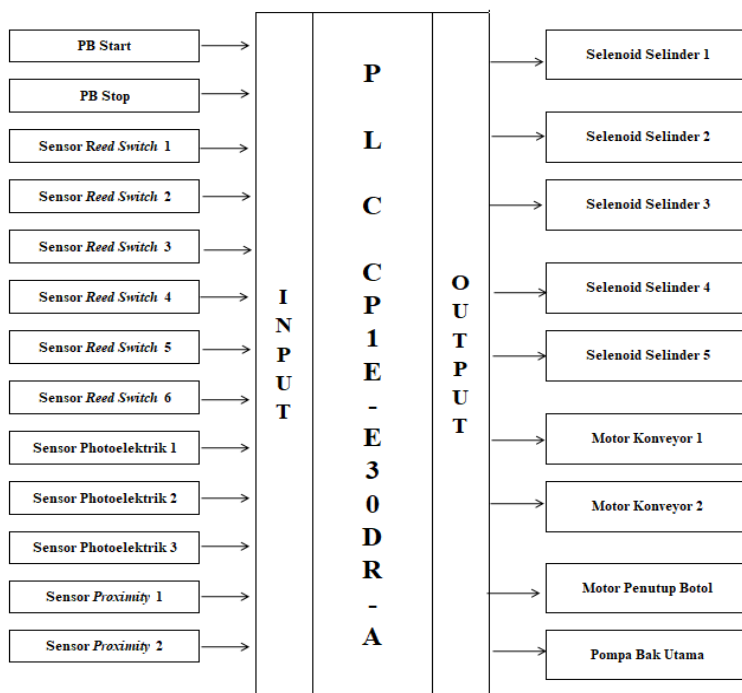 PB Start
PB Stop
Sensor Reed Switch 1
Sensor Reed Switch 2
Sensor Reed Switch 3
Sensor Reed Switch 4
Sensor Reed Switch 5
Sensor Reed Switch 6
Sensor Photoelektrik 1
Sensor Photoelektrik 2
Sensor Photoelektrik 3
Sensor Proximity 1
Sensor Proximity 2
INPUT
PLC CP1E-E30DR-A
OUTPUT
Selenoid Selinder 1
Selenoid Selinder 2
Selenoid Selinder 3
Selenoid Selinder 4
Selenoid Selinder 5
Motor Konveyor 1
Motor Konveyor 2
Motor Penutup Botol
Pompa Bak Utama